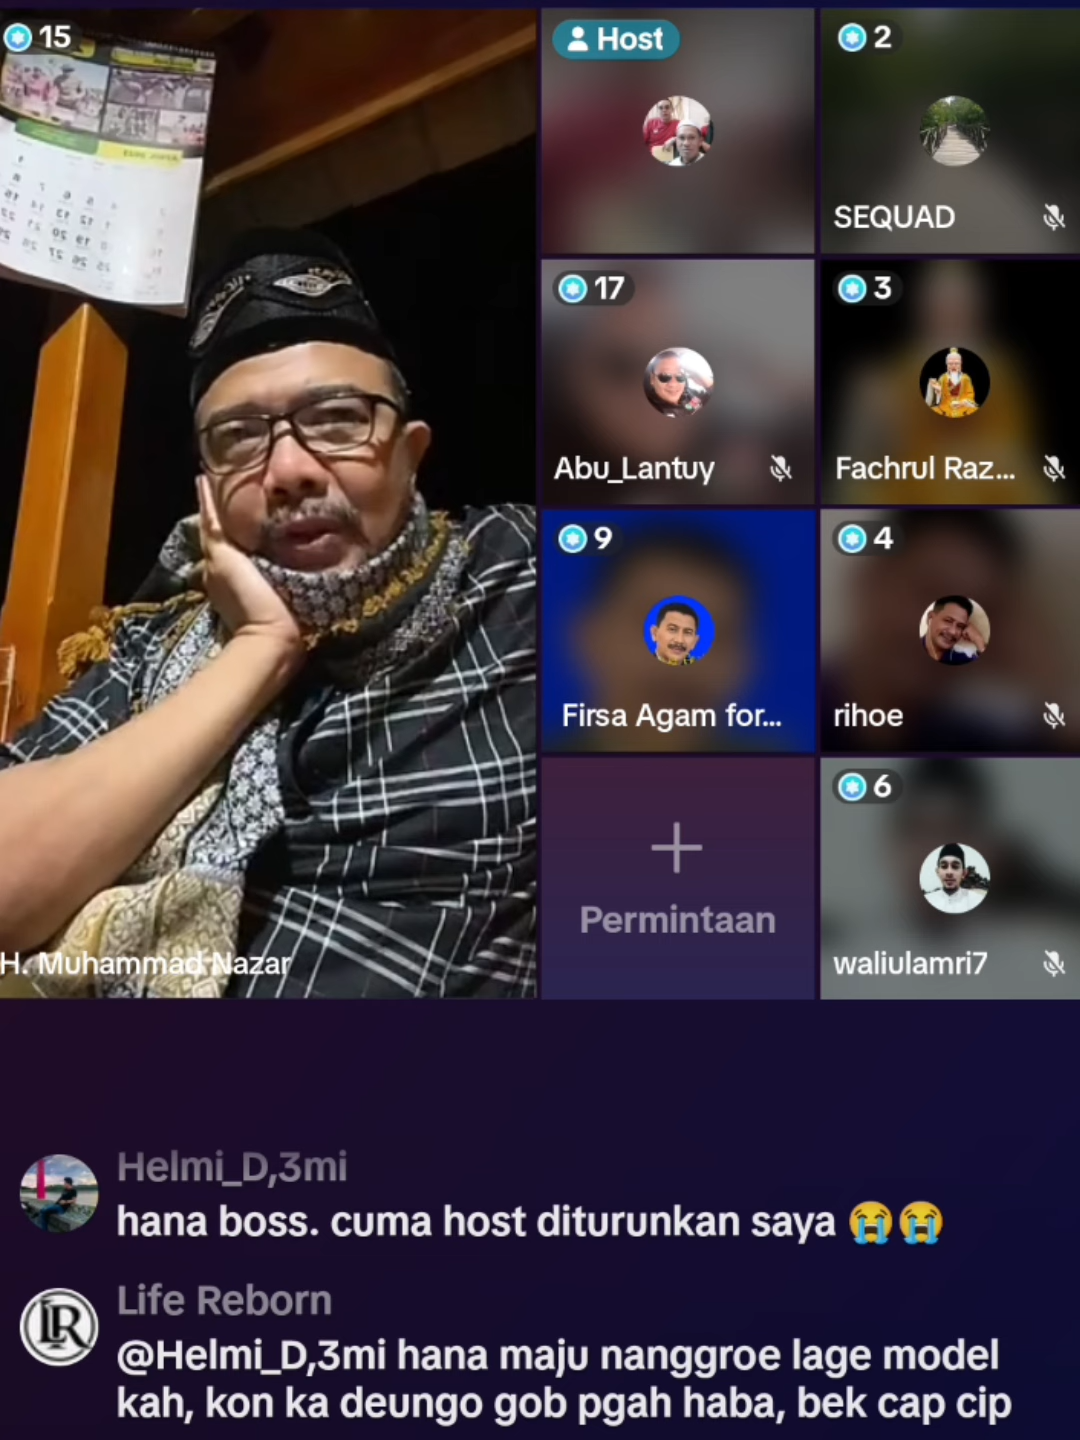 15
Host
2
SEQUAD
17
3
Abu_Lantuy
Fachrul Raz...
9
4
Firsa Agam for...
rihoe
6
Permintaan
H. Muhammad Nazar
waliulamri7
Helmi_D,3mi
hana boss. cuma host diturunkan saya 😭😭
Life Reborn
@Helmi_D,3mi hana maju nanggroe lage model
kah, kon ka deungo gob pgah haba, bek cap cip